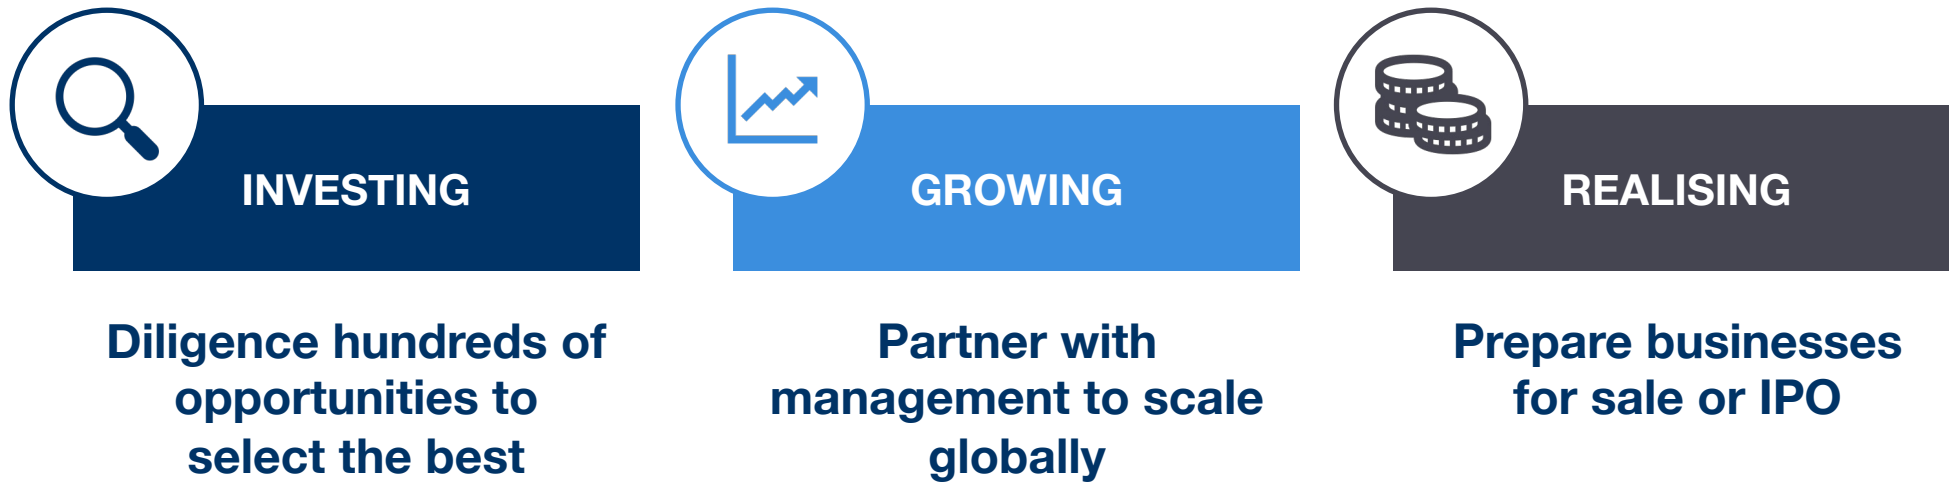 INVESTING
Diligence hundreds of
opportunities to
select the best
GROWING
Partner with
management to scale
globally
REALISING
Prepare businesses
for sale or IPO